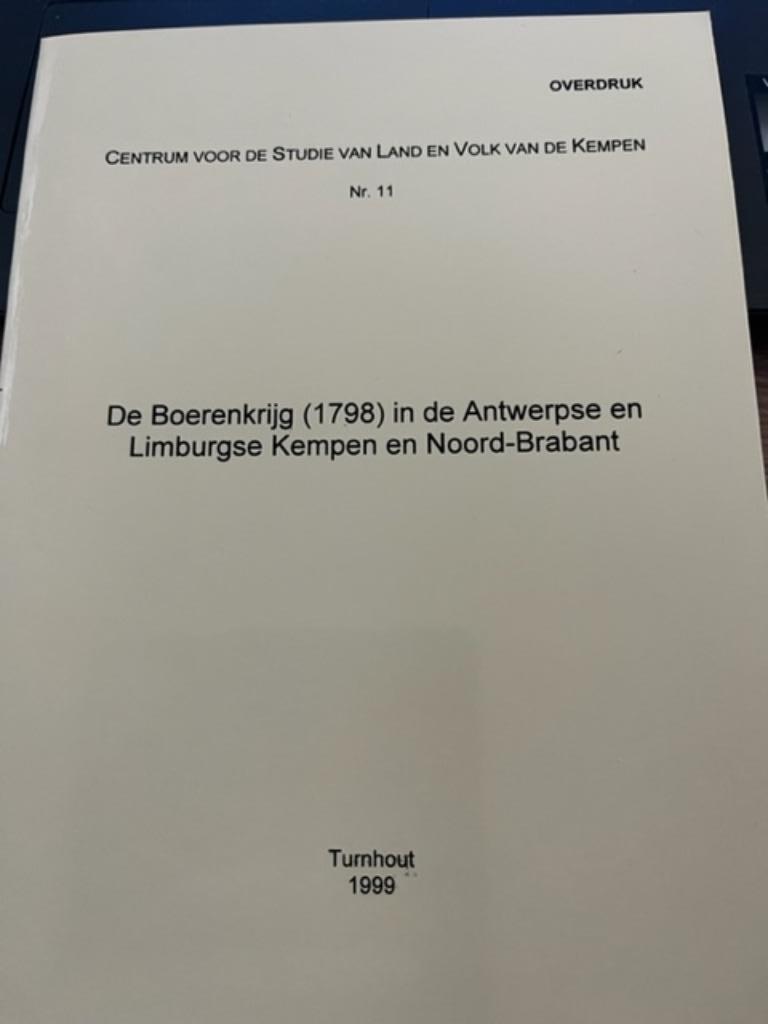 OVERDRUK
CENTRUM VOOR DE STUDIE VAN LAND EN VOLK VAN DE KEMPEN
Nr. 11
De Boerenkrijg (1798) in de Antwerpse en
Limburgse Kempen en Noord-Brabant
Turnhout
1999